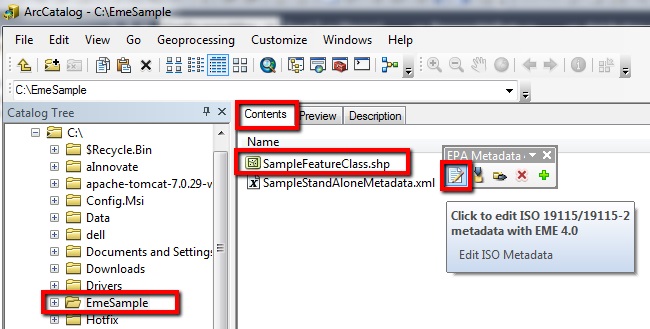 ArcCatalog - C:\EmeSample
File Edit View Go Geoprocessing Customize Windows Help
C:\EmeSample
Catalog Tree
Contents Preview Description
C:\
$Recycle.Bin
aInnovate
apache-tomcat-7.0.29-v
Config.Msi
Data
dell
Documents and Settings
Downloads
Drivers
EmeSample
Hotfix
Name
SampleFeatureClass.shp
SampleStandAloneMetadata.xml
EPA Metadata
Click to edit ISO 19115/19115-2
metadata with EME 4.0
Edit ISO Metadata